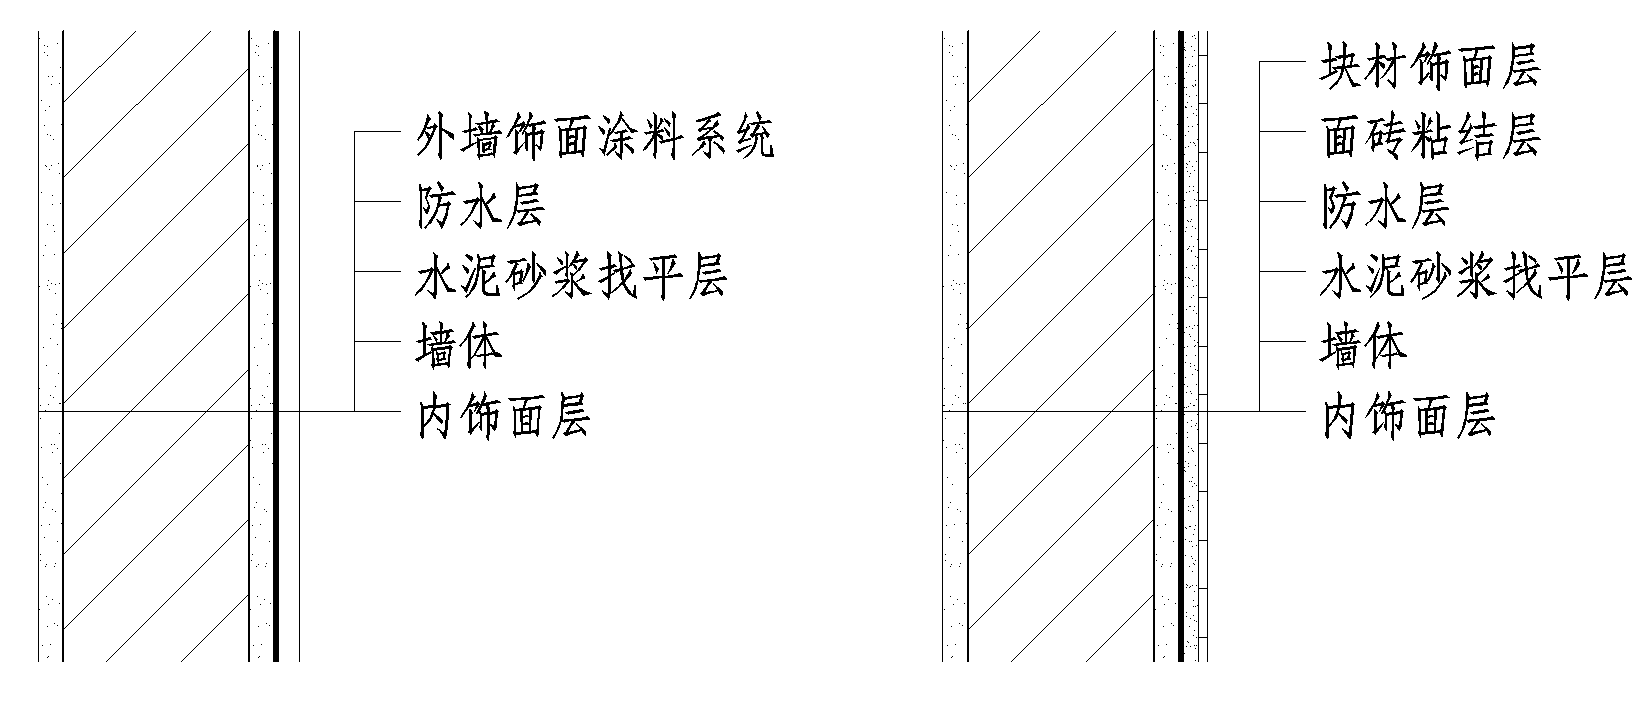 外墙饰面涂料系统
防水层
水泥砂浆找平层
墙体
内饰面层
块材饰面层
面砖粘结层
防水层
水泥砂浆找平层
墙体
内饰面层